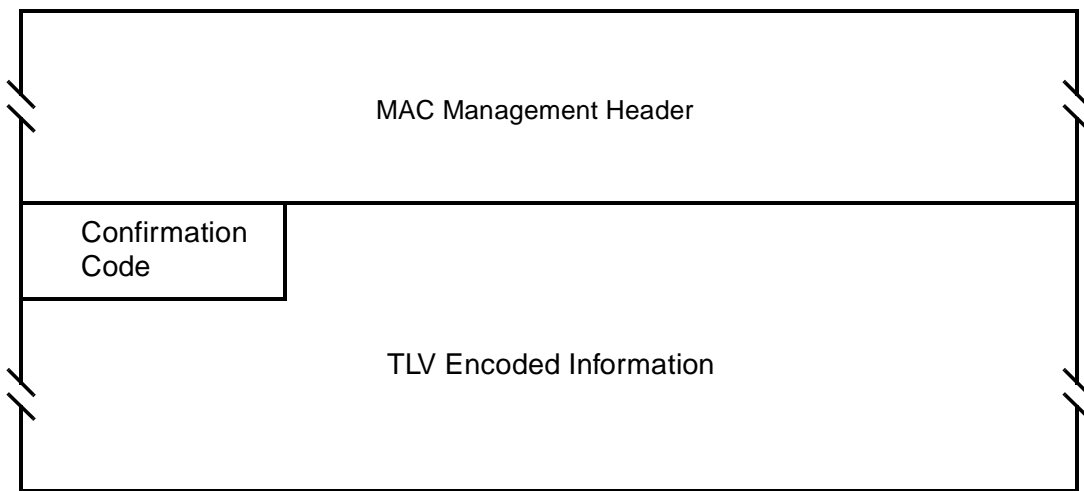 MAC Management Header
Confirmation
Code
TLV Encoded Information